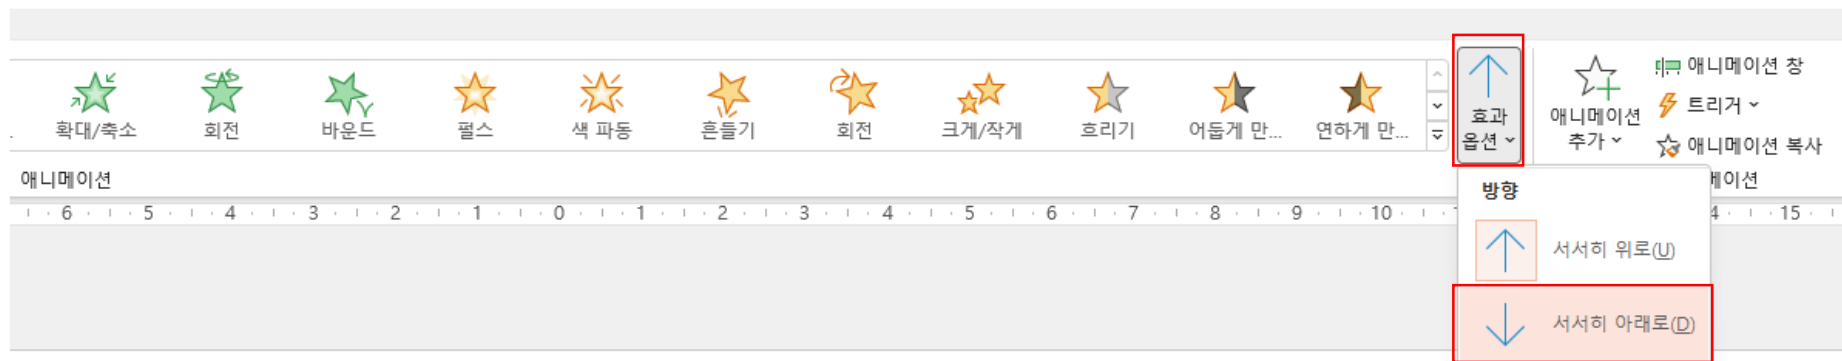 확대/축소 회전 바운드 펄스 색 파동 흔들기 회전 크게/작게 흐리기 어둡게 만... 연하게 만...
효과
옵션
애니메이션
추가
애니메이션 창
트리거
애니메이션 복사
애니메이션
6 5 4 3 2 1 0 1 2 3 4 5 6 7 8 9 10 15
방향
서서히 위로(U)
서서히 아래로(D)